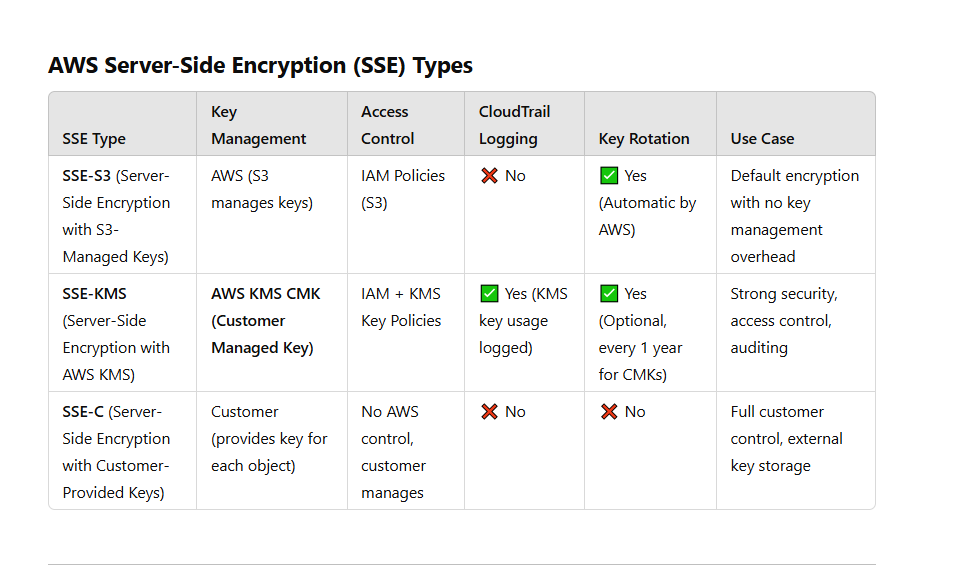 AWS Server-Side Encryption (SSE) Types
SSE Type
Key
Management
Access
Control
CloudTrail
Logging
Key Rotation
Use Case
SSE-S3 (Server-
Side Encryption
with S3-
Managed Keys)
AWS (S3
manages keys)
IAM Policies
(S3)
❌ No
✅ Yes
(Automatic by
AWS)
Default encryption
with no key
management
overhead
SSE-KMS
(Server-Side
Encryption with
AWS KMS)
AWS KMS CMK
(Customer
Managed Key)
IAM + KMS
Key Policies
✅ Yes (KMS
key usage
logged)
✅ Yes
(Optional,
every 1 year
for CMKs)
Strong security,
access control,
auditing
SSE-C (Server-
Side Encryption
with Customer-
Provided Keys)
Customer
(provides key for
each object)
No AWS
control,
customer
manages
❌ No
❌ No
Full customer
control, external
key storage